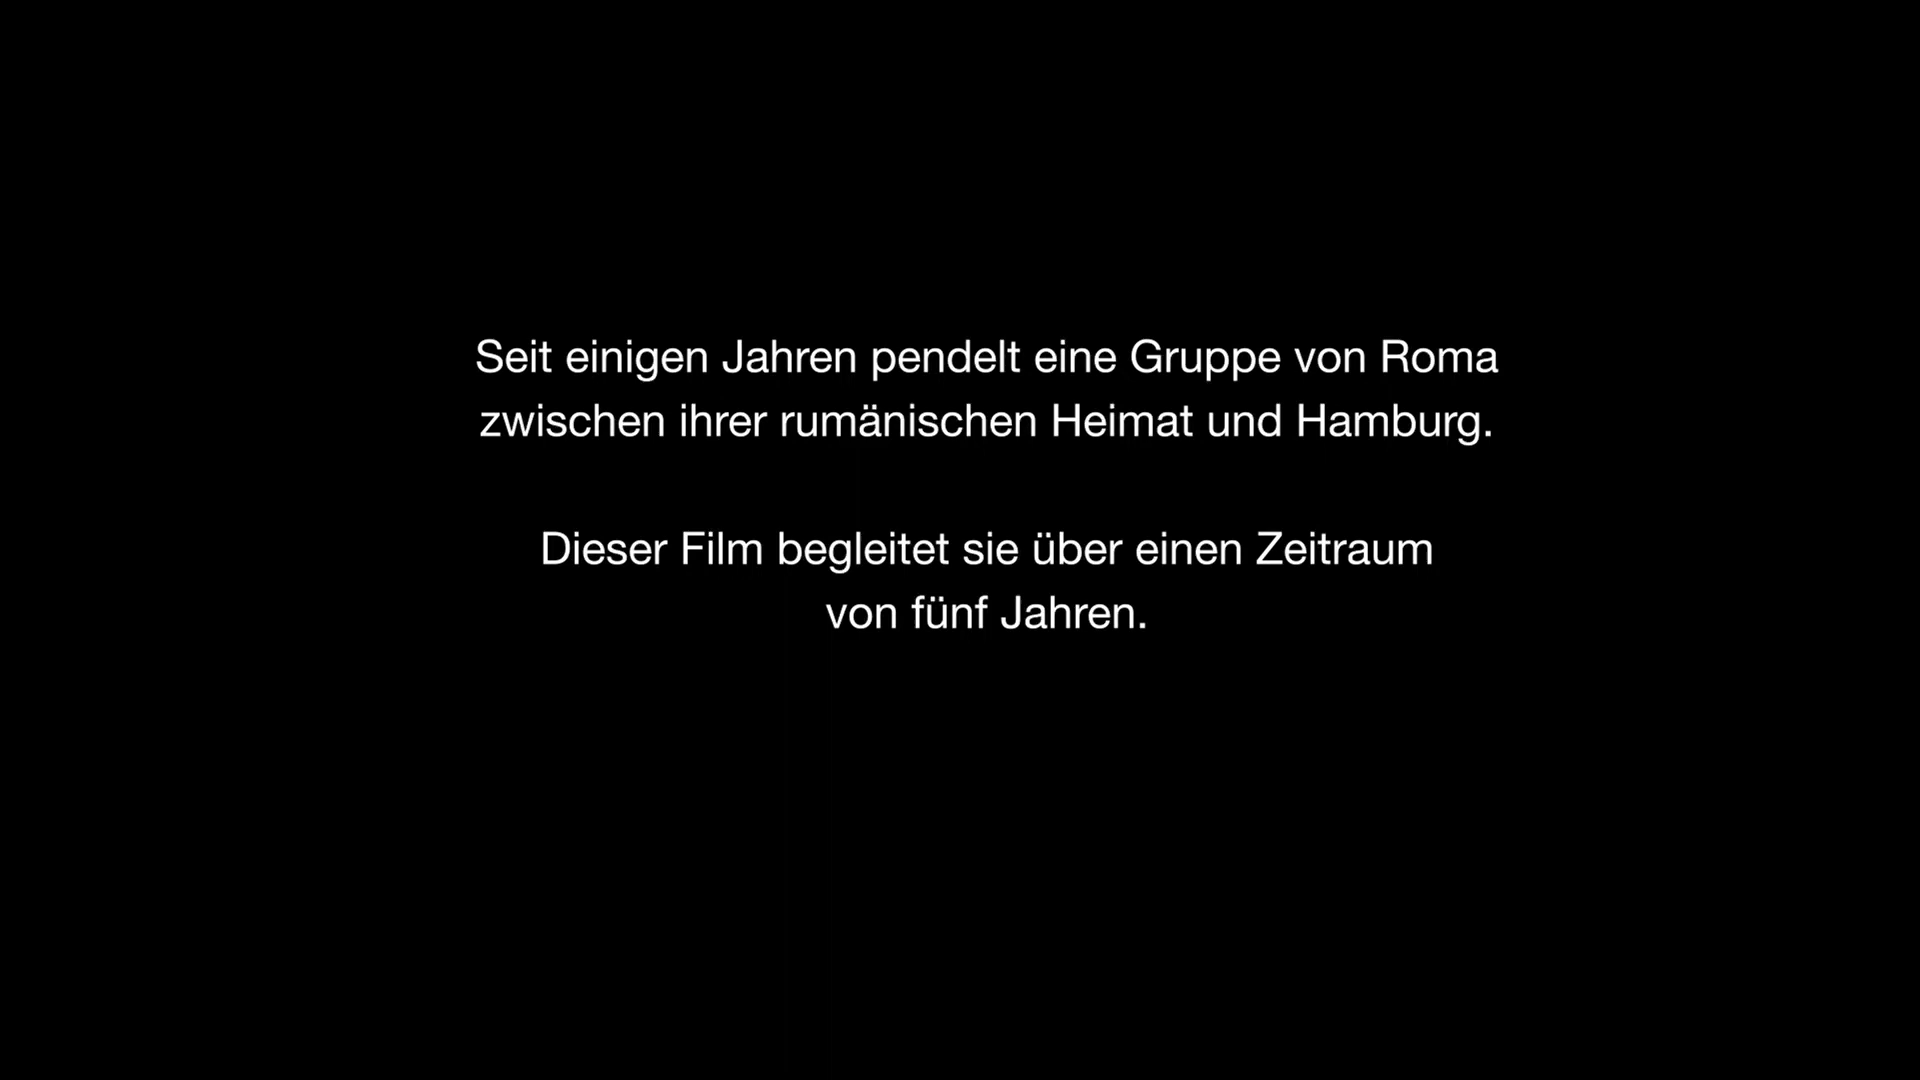 Seit einigen Jahren pendelt eine Gruppe von Roma
zwischen ihrer rumänischen Heimat und Hamburg.
Dieser Film begleitet sie über einen Zeitraum
von fünf Jahren.